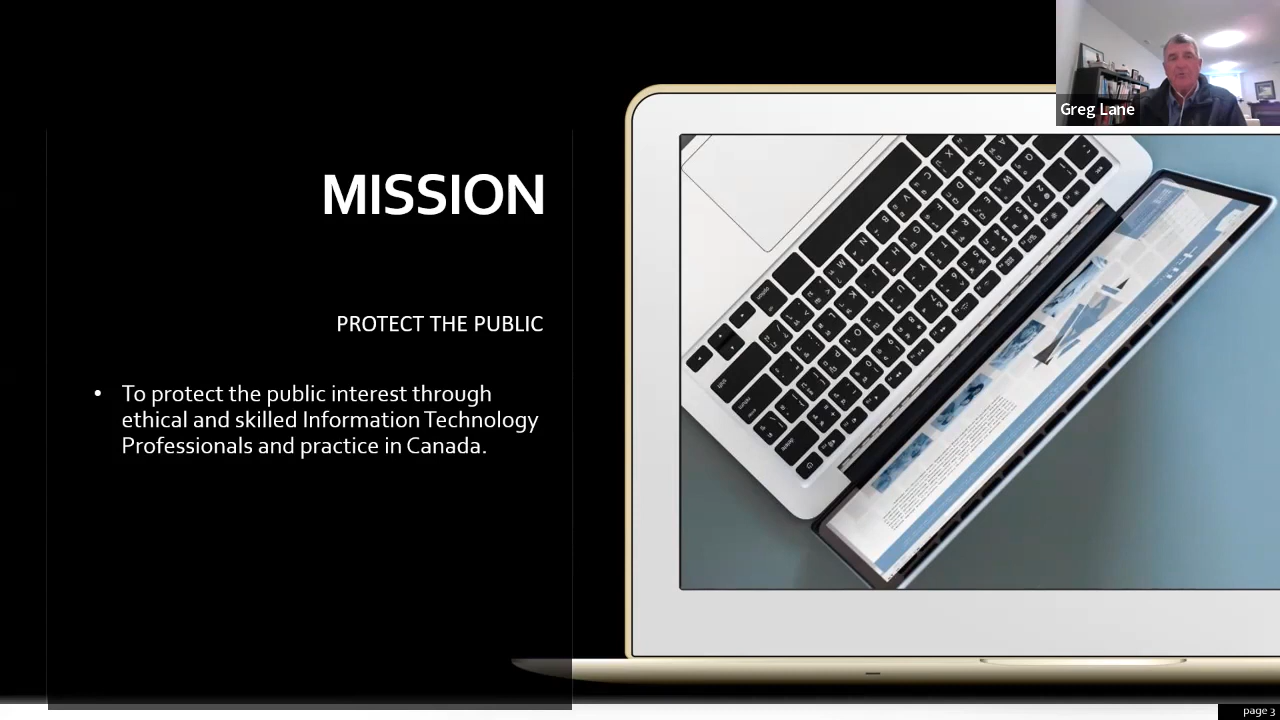 Greg Lane
MISSION
PROTECT THE PUBLIC
• To protect the public interest through
ethical and skilled Information Technology
Professionals and practice in Canada.
page 3